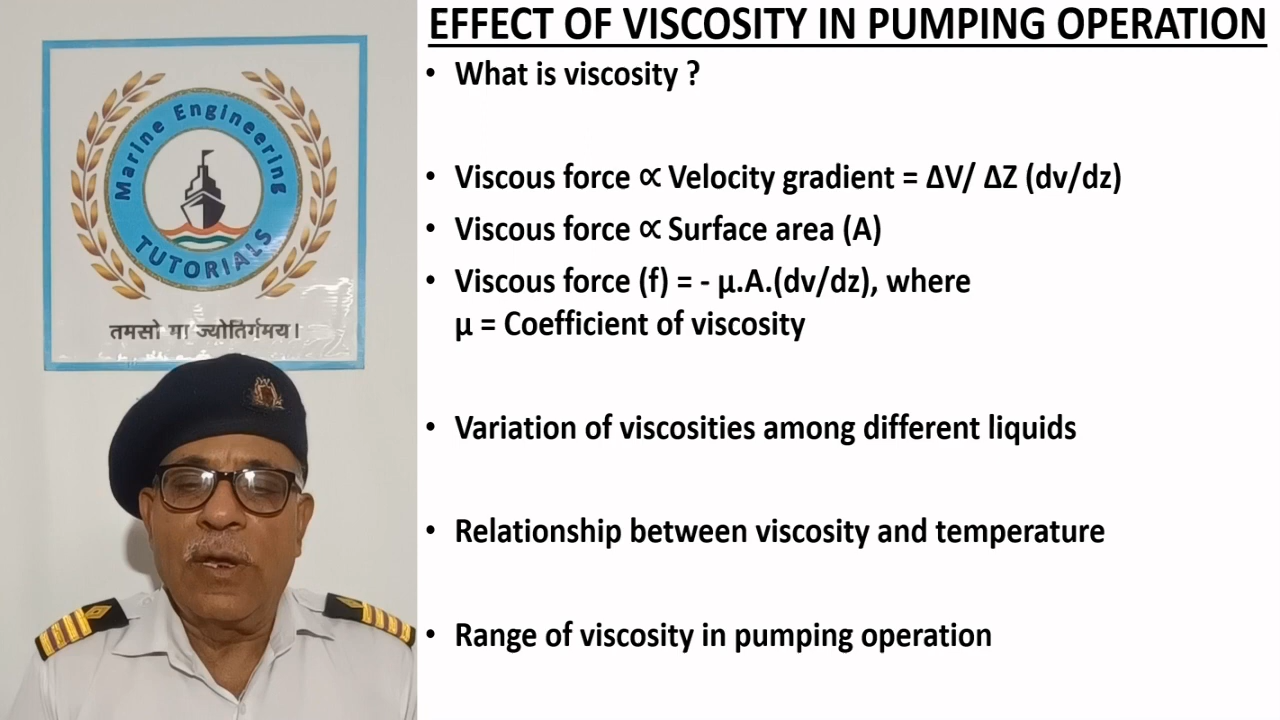 EFFECT OF VISCOSITY IN PUMPING OPERATION
• What is viscosity ?
• Viscous force ∝ Velocity gradient = ΔV/ ΔZ (dv/dz)
• Viscous force ∝ Surface area (A)
• Viscous force (f) = - µ.A.(dv/dz), where
µ = Coefficient of viscosity
• Variation of viscosities among different liquids
• Relationship between viscosity and temperature
• Range of viscosity in pumping operation
Marine Engineering
TUTORIALS
तमसो मा ज्योतिर्गमय।